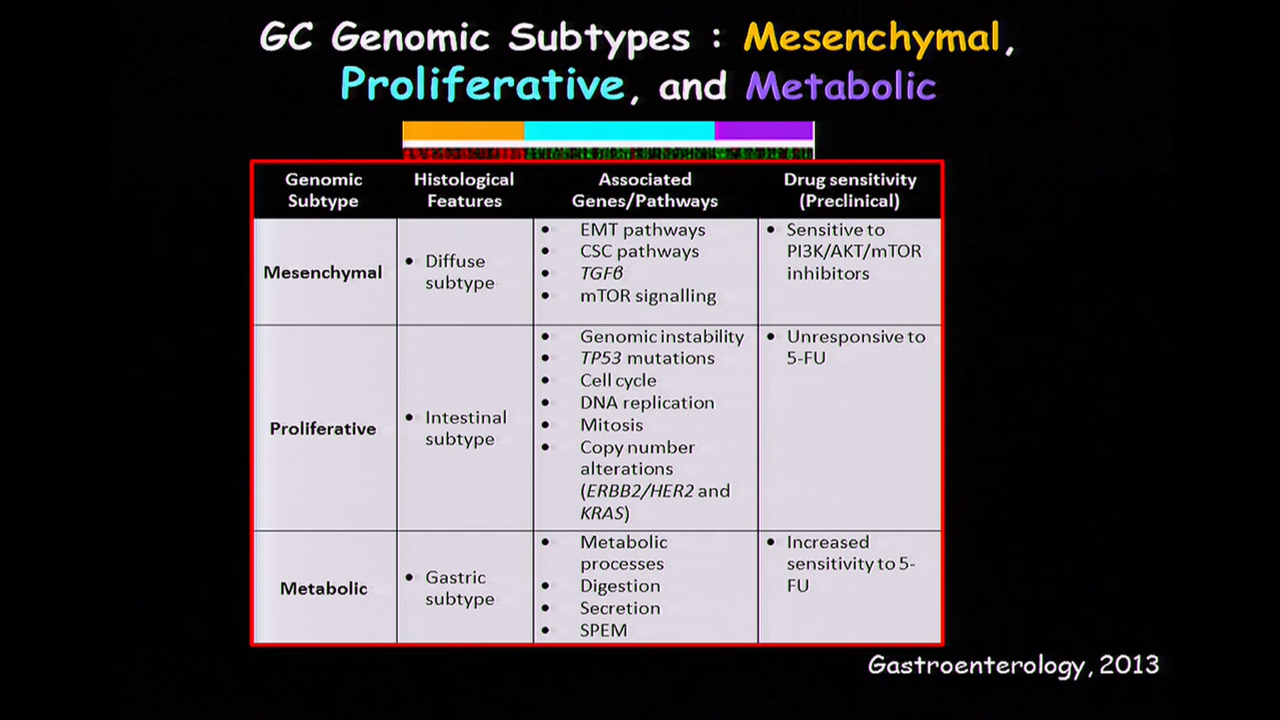 GC Genomic Subtypes : Mesenchymal,
Proliferative, and Metabolic
Genomic
Subtype
Histological
Features
Associated
Genes/Pathways
Drug sensitivity
(Preclinical)
Mesenchymal
• Diffuse
subtype
• EMT pathways
• CSC pathways
• TGFβ
• mTOR signalling
• Sensitive to
PI3K/AKT/mTOR
inhibitors
Proliferative
• Intestinal
subtype
• Genomic instability
• TP53 mutations
• Cell cycle
• DNA replication
• Mitosis
• Copy number
alterations
(ERBB2/HER2 and
KRAS)
• Unresponsive to
5-FU
Metabolic
• Gastric
subtype
• Metabolic
processes
• Digestion
• Secretion
• SPEM
• Increased
sensitivity to 5-
FU
Gastroenterology, 2013